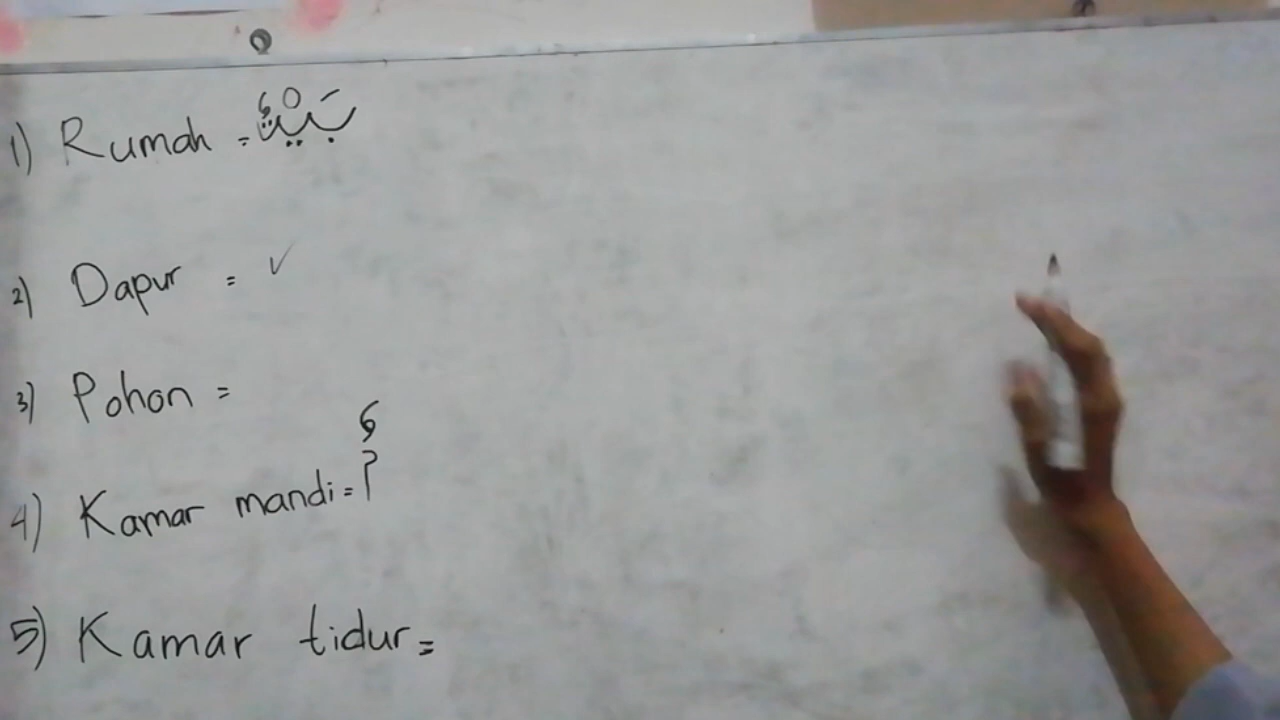 1) Rumah = بَيْتٌ
2) Dapur = ✓
3) Pohon =
4) Kamar mandi = مٌ
5) Kamar tidur =